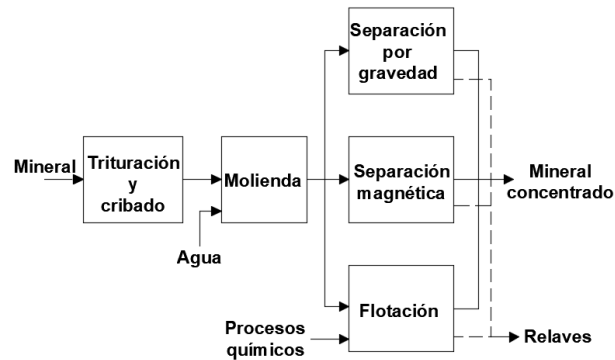 Separación
por
gravedad
Mineral
Trituración
y
cribado
Molienda
Separación
magnética
Mineral
concentrado
Agua
Flotación
Procesos
químicos
Relaves